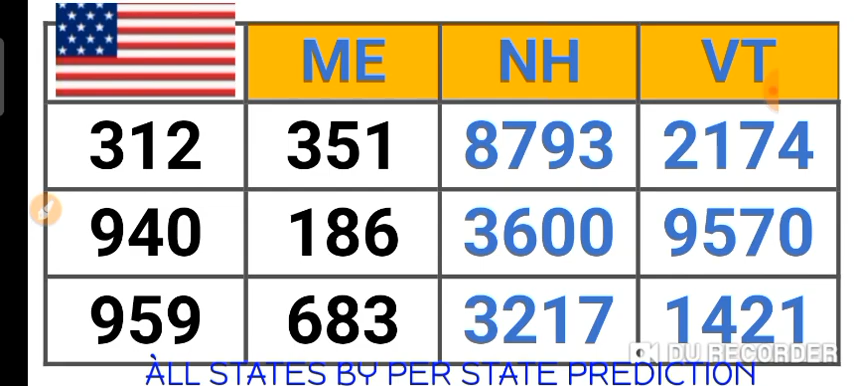 ME NH VT
312 351 8793 2174
940 186 3600 9570
959 683 3217 1421
DU RECORDER
ÀLL STATES BY PER STATE PREDICTION